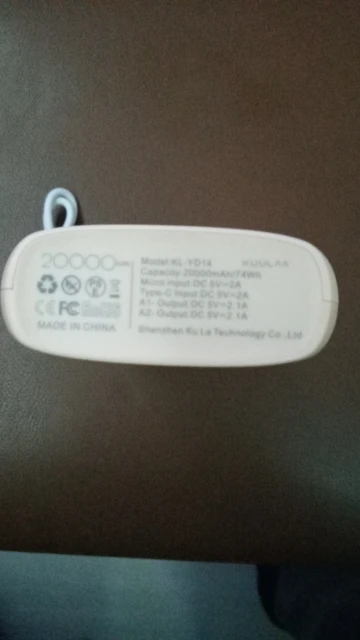 20000mAh
CE FC RoHS
MADE IN CHINA
Model:KL-YD14
KUULAA
Capacity:20000mAh/74Wh
Micro Input:DC 5V⎓2A
Type-C Input:DC 5V⎓2A
A1- Output:DC 5V⎓2.1A
A2- Output:DC 5V⎓2.1A
Shenzhen Ku La Technology Co.,Ltd